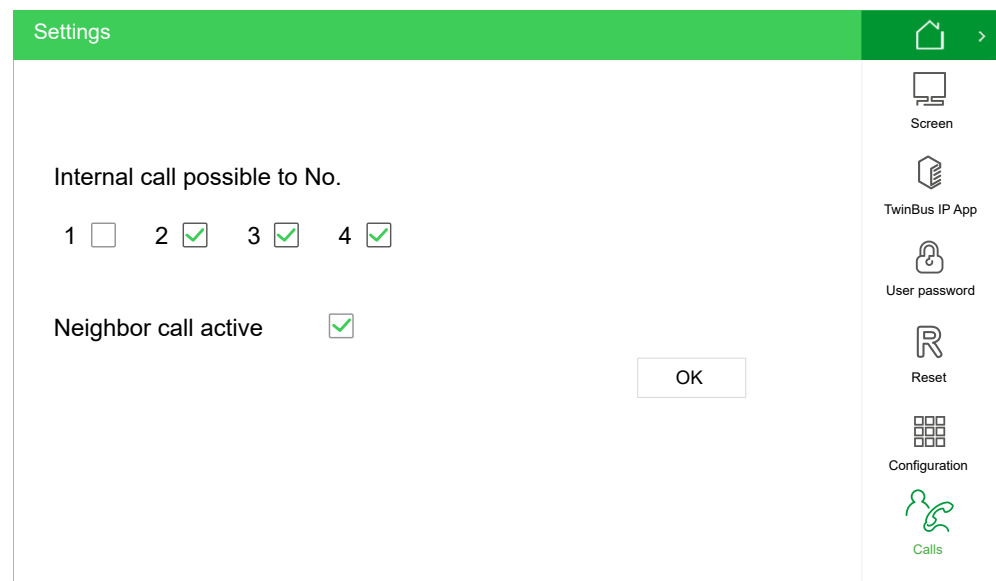 Settings
>
Internal call possible to No.
1 2 3 4
Neighbor call active
OK
Screen
TwinBus IP App
User password
R
Reset
Configuration
Calls